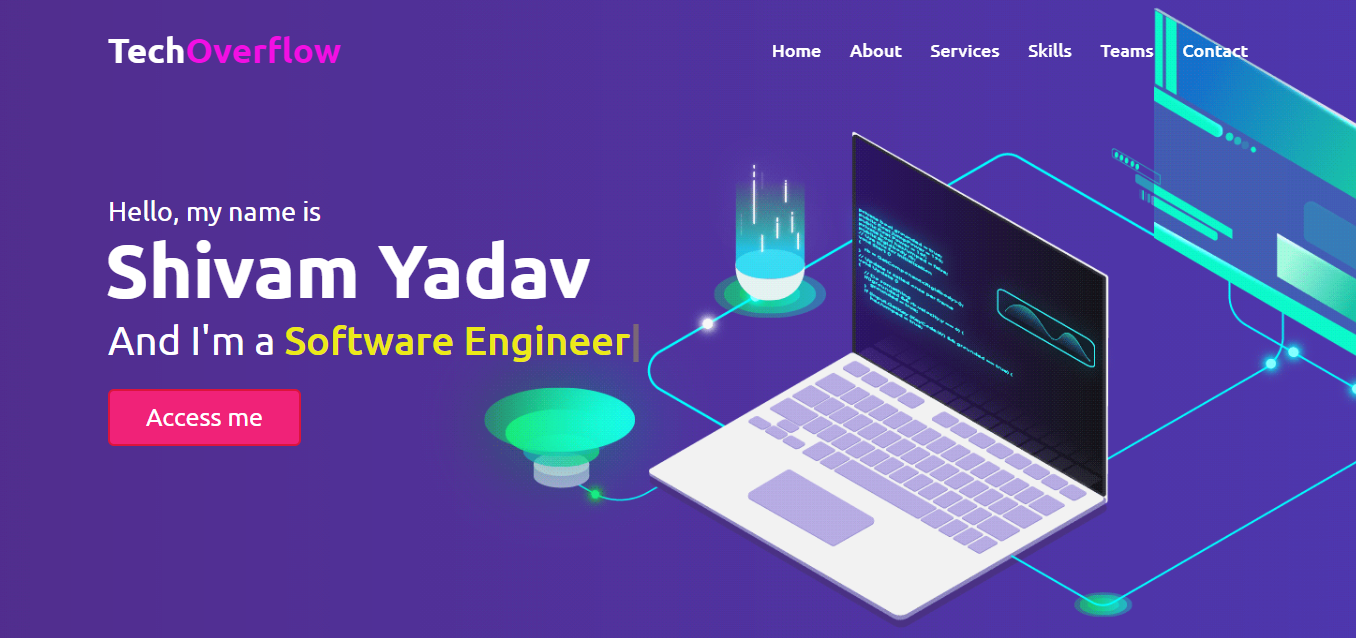 TechOverflow
Home About Services Skills Teams Contact
Hello, my name is
Shivam Yadav
And I'm a Software Engineer
Access me